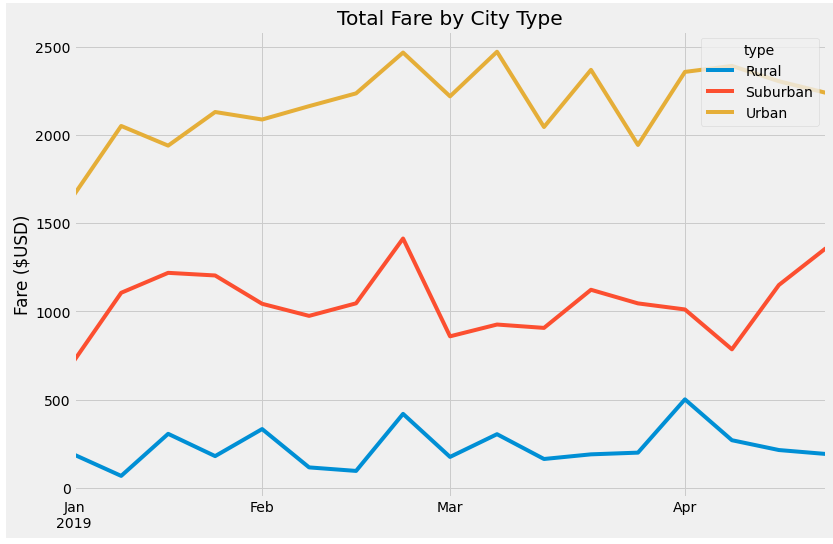 Total Fare by City Type
type
Rural
Suburban
Urban
Fare ($USD)
2500
2000
1500
1000
500
0
Jan
2019
Feb
Mar
Apr